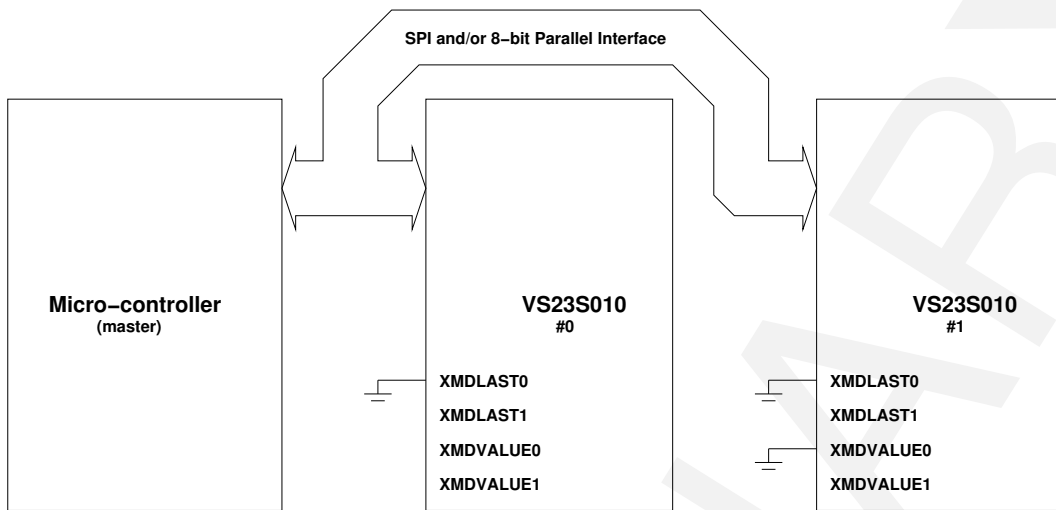 SPI and/or 8−bit Parallel Interface
Micro−controller
(master)
VS23S010
#0
XMDLAST0
XMDLAST1
XMDVALUE0
XMDVALUE1
VS23S010
#1
XMDLAST0
XMDLAST1
XMDVALUE0
XMDVALUE1